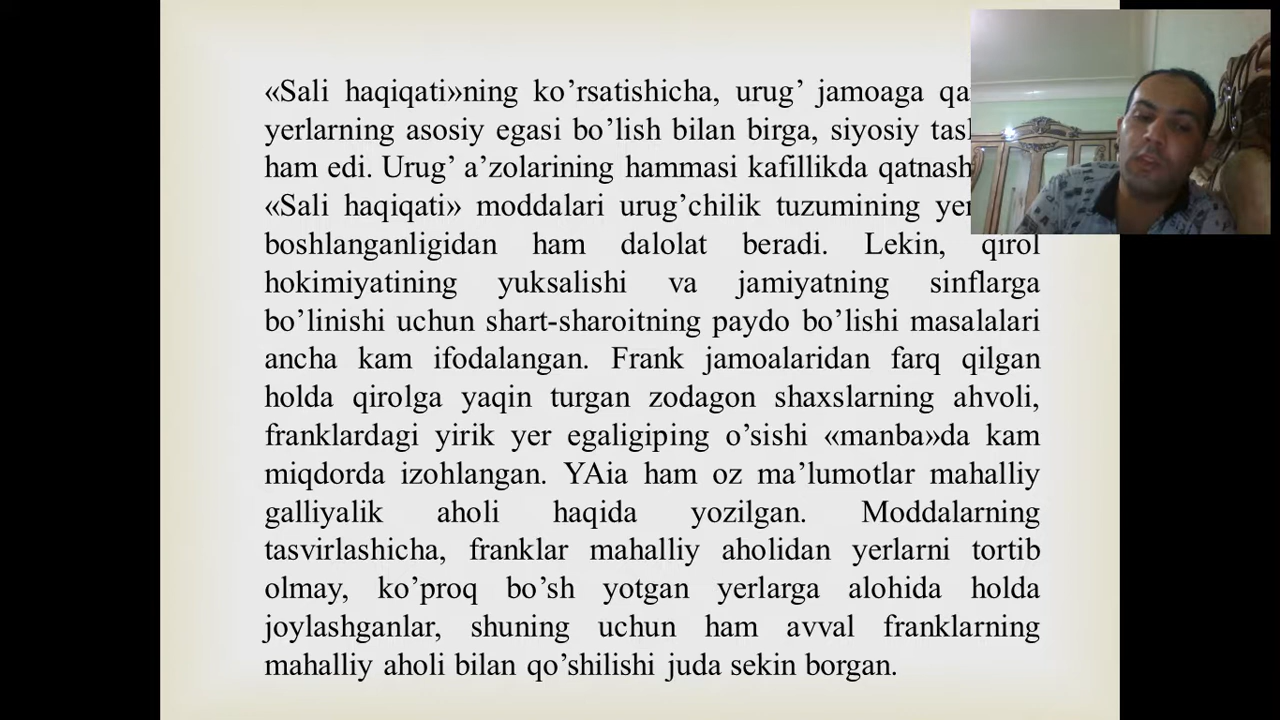 «Sali haqiqati»ning ko’rsatishicha, urug’ jamoaga
yerlarning asosiy egasi bo’lish bilan birga, siyosiy
ham edi. Urug’ a’zolarining hammasi kafillikda
«Sali haqiqati» moddalari urug’chilik tuzumining
boshlanganligidan ham dalolat beradi. Lekin, qirol
hokimiyatining yuksalishi va jamiyatning sinflarga
bo’linishi uchun shart-sharoitning paydo bo’lishi masalalari
ancha kam ifodalangan. Frank jamoalaridan farq qilgan
holda qirolga yaqin turgan zodagon shaxslarning ahvoli,
franklardagi yirik yer egaligiping o’sishi «manba»da kam
miqdorda izohlangan. YAia ham oz ma’lumotlar mahalliy
galliyalik aholi haqida yozilgan. Moddalarning
tasvirlashicha, franklar mahalliy aholidan yerlarni tortib
olmay, ko’proq bo’sh yotgan yerlarga alohida holda
joylashganlar, shuning uchun ham avval franklarning
mahalliy aholi bilan qo’shilishi juda sekin borgan.